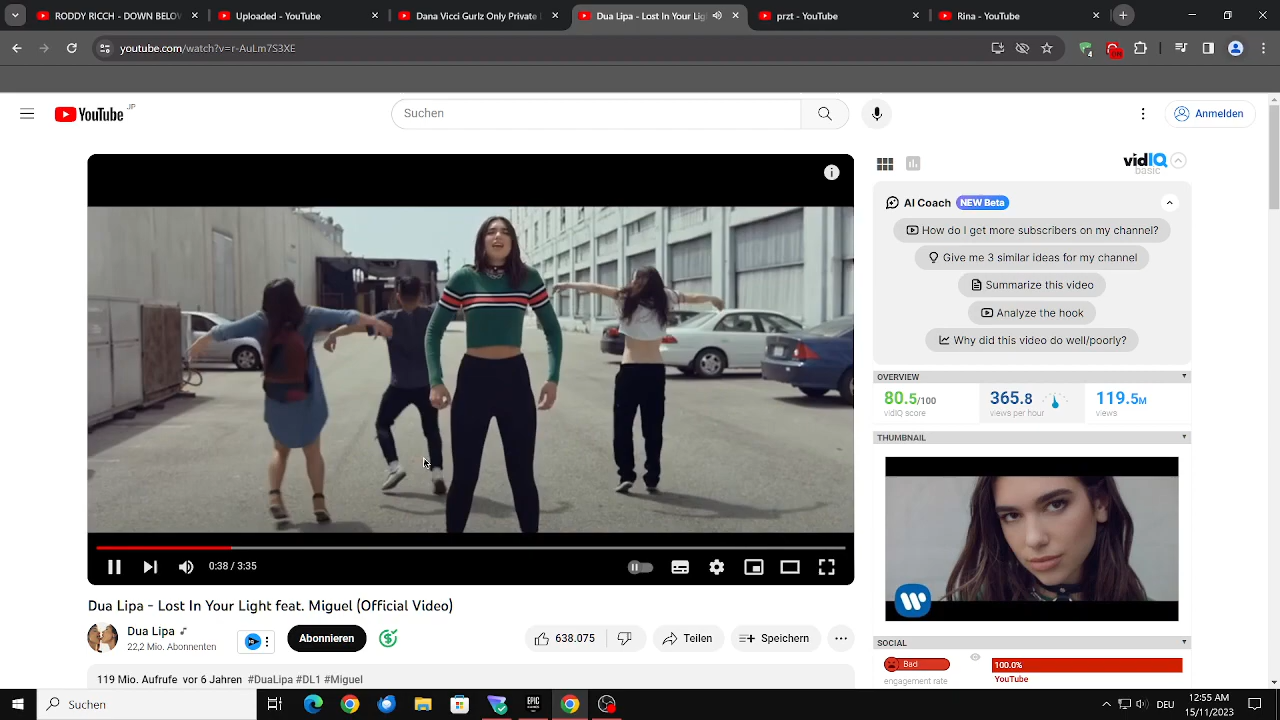 RODDY RICCH - DOWN BELOV
Uploaded - YouTube
Dana Vicci Gurlz Only Private
Dua Lipa - Lost In Your Ligh
przt - YouTube
Rina - YouTube
youtube.com/watch?v=r-AuLm7S3XE
4
YouTube JP
Suchen
Anmelden
vidIQ
basic
AI Coach NEW Beta
How do I get more subscribers on my channel?
Give me 3 similar ideas for my channel
Summarize this video
Analyze the hook
Why did this video do well/poorly?
OVERVIEW
80.5/100 365.8 119.5M
vidIQ score views per hour views
THUMBNAIL
0:38 / 3:35
Dua Lipa - Lost In Your Light feat. Miguel (Official Video)
Dua Lipa
22,2 Mio. Abonnenten
Abonnieren
638.075
Teilen
Speichern
SOCIAL
Bad 100.0%
engagement rate YouTube
119 Mio. Aufrufe vor 6 Jahren #DuaLipa #DL1 #Miguel
Suchen
EPIC
DEU
12:55 AM
15/11/2023